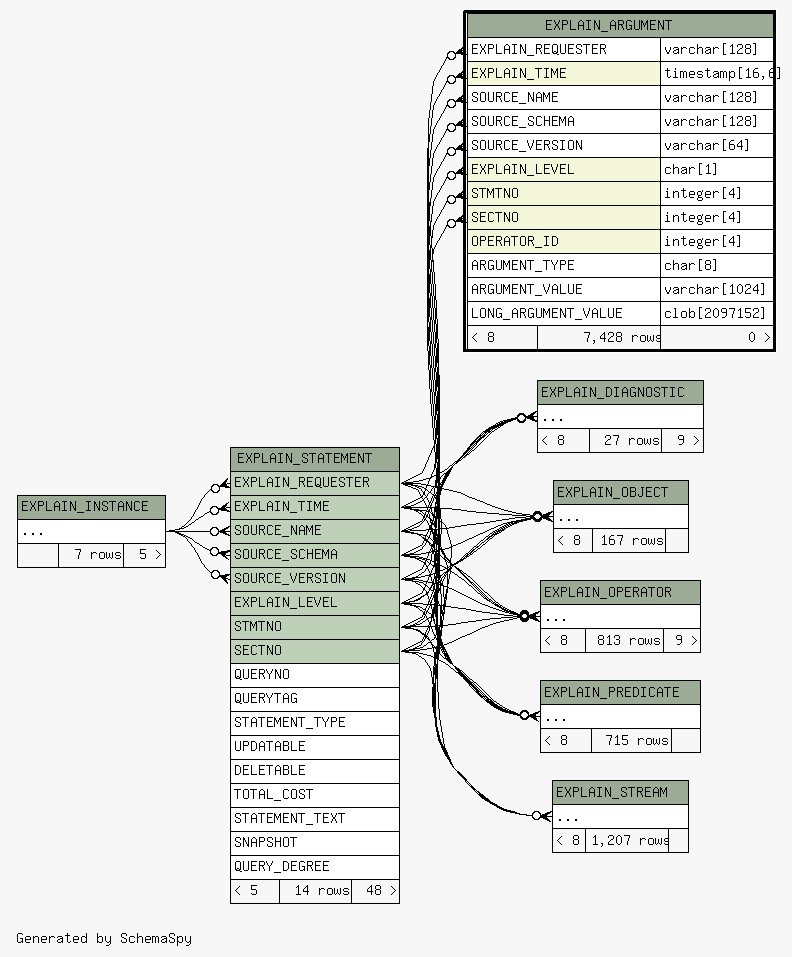 EXPLAIN_ARGUMENT
EXPLAIN_REQUESTER varchar[128]
EXPLAIN_TIME timestamp[16,6]
SOURCE_NAME varchar[128]
SOURCE_SCHEMA varchar[128]
SOURCE_VERSION varchar[64]
EXPLAIN_LEVEL char[1]
STMTNO integer[4]
SECTNO integer[4]
OPERATOR_ID integer[4]
ARGUMENT_TYPE char[8]
ARGUMENT_VALUE varchar[1024]
LONG_ARGUMENT_VALUE clob[2097152]
< 8 7,428 rows 0 >
EXPLAIN_DIAGNOSTIC
...
< 8 27 rows 9 >
EXPLAIN_INSTANCE
...
7 rows 5 >
EXPLAIN_STATEMENT
EXPLAIN_REQUESTER
EXPLAIN_TIME
SOURCE_NAME
SOURCE_SCHEMA
SOURCE_VERSION
EXPLAIN_LEVEL
STMTNO
SECTNO
QUERYNO
QUERYTAG
STATEMENT_TYPE
UPDATABLE
DELETABLE
TOTAL_COST
STATEMENT_TEXT
SNAPSHOT
QUERY_DEGREE
< 5 14 rows 48 >
EXPLAIN_OBJECT
...
< 8 167 rows
EXPLAIN_OPERATOR
...
< 8 813 rows 9 >
EXPLAIN_PREDICATE
...
< 8 715 rows
EXPLAIN_STREAM
...
< 8 1,207 rows
Generated by SchemaSpy